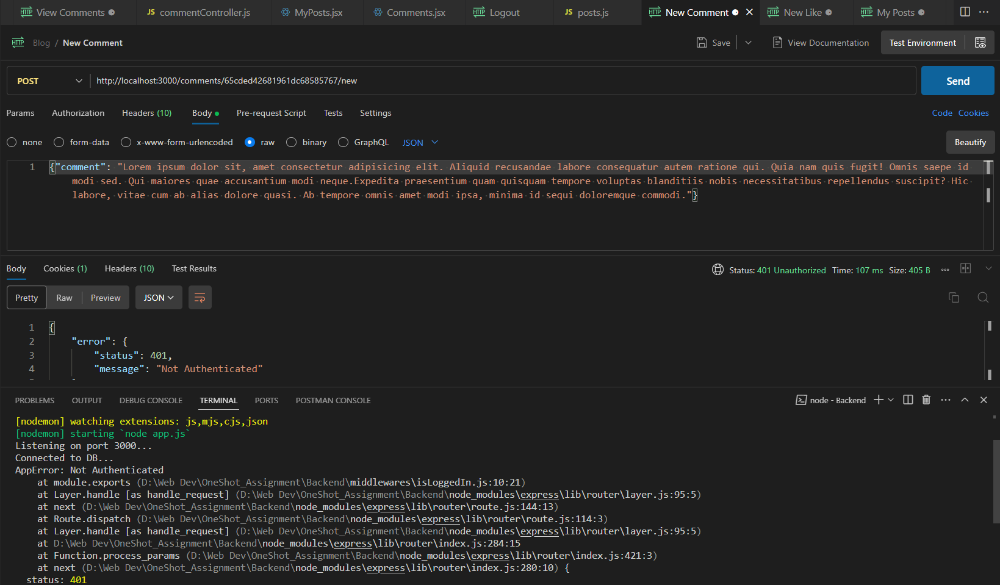 HTTP View Comments
JS commentController.js
MyPosts.jsx
Comments.jsx
HTTP Logout
JS posts.js
HTTP New Comment
HTTP New Like
HTTP My Posts
HTTP Blog / New Comment
Save
View Documentation
Test Environment
POST
http://localhost:3000/comments/65cded42681961dc68585767/new
Send
Params Authorization Headers (10) Body Pre-request Script Tests Settings
Code Cookies
none form-data x-www-form-urlencoded raw binary GraphQL JSON
Beautify
1 {"comment": "Lorem ipsum dolor sit, amet consectetur adipisicing elit. Aliquid recusandae labore consequatur autem ratione qui. Quia nam quis fugit! Omnis saepe id
modi sed. Qui maiores quae accusantium modi neque.Expedita praesentium quam quisquam tempore voluptas blanditiis nobis necessitatibus repellendus suscipit? Hic
labore, vitae cum ab alias dolore quasi. Ab tempore omnis amet modi ipsa, minima id sequi doloremque commodi."}
Body Cookies (1) Headers (10) Test Results
Status: 401 Unauthorized Time: 107 ms Size: 405 B
Pretty Raw Preview JSON
1 {
2 "error": {
3 "status": 401,
4 "message": "Not Authenticated"
PROBLEMS OUTPUT DEBUG CONSOLE TERMINAL PORTS POSTMAN CONSOLE
node - Backend
[nodemon] watching extensions: js,mjs,cjs,json
[nodemon] starting `node app.js`
Listening on port 3000...
Connected to DB...
AppError: Not Authenticated
at module.exports (D:\Web Dev\OneShot_Assignment\Backend\middlewares\isLoggedIn.js:10:21)
at Layer.handle [as handle_request] (D:\Web Dev\OneShot_Assignment\Backend\node_modules\express\lib\router\layer.js:95:5)
at next (D:\Web Dev\OneShot_Assignment\Backend\node_modules\express\lib\router\route.js:144:13)
at Route.dispatch (D:\Web Dev\OneShot_Assignment\Backend\node_modules\express\lib\router\route.js:114:3)
at Layer.handle [as handle_request] (D:\Web Dev\OneShot_Assignment\Backend\node_modules\express\lib\router\layer.js:95:5)
at D:\Web Dev\OneShot_Assignment\Backend\node_modules\express\lib\router\index.js:284:15
at Function.process_params (D:\Web Dev\OneShot_Assignment\Backend\node_modules\express\lib\router\index.js:421:3)
at next (D:\Web Dev\OneShot_Assignment\Backend\node_modules\express\lib\router\index.js:280:10) {
status: 401